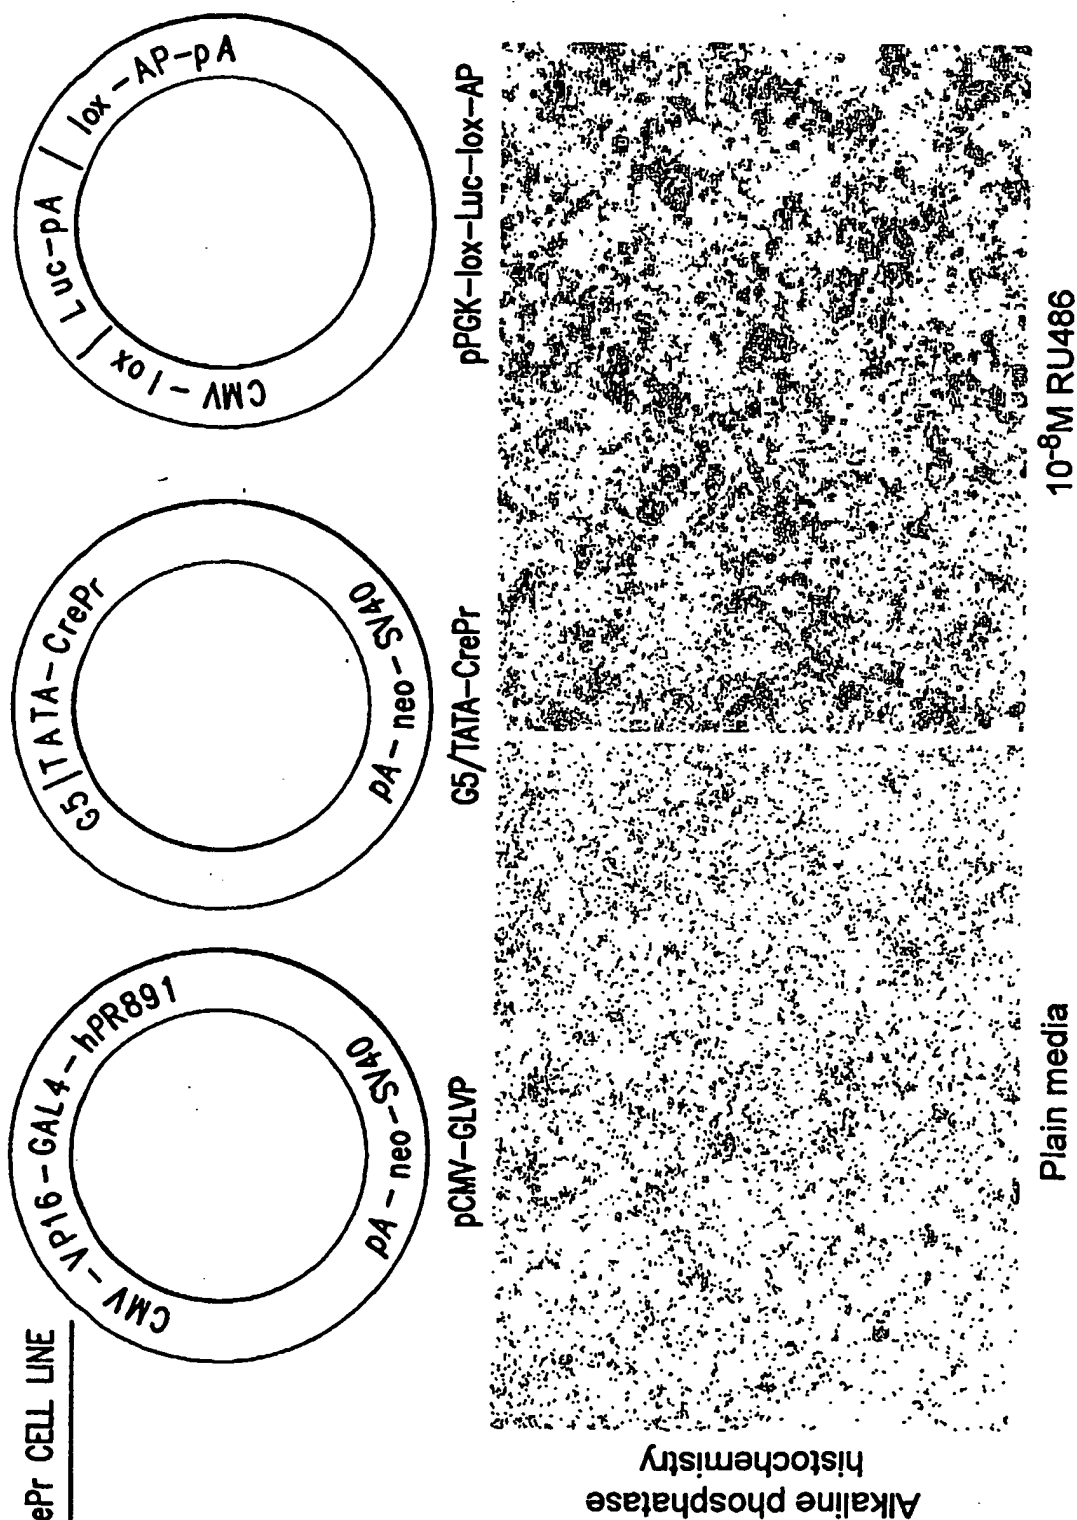 ePr CELL LINE
CMV-VP16-GAL4-hPR891
pA-neo-SV40
pCMV-GLVP
G5|TATA-CrePr
pA-neo-SV40
G5/TATA-CrePr
CMV-lox|Luc-pA|lox-AP-pA
pPGK-lox-Luc-lox-AP
Alkaline phosphatase
histochemistry
Plain media
10-8M RU486